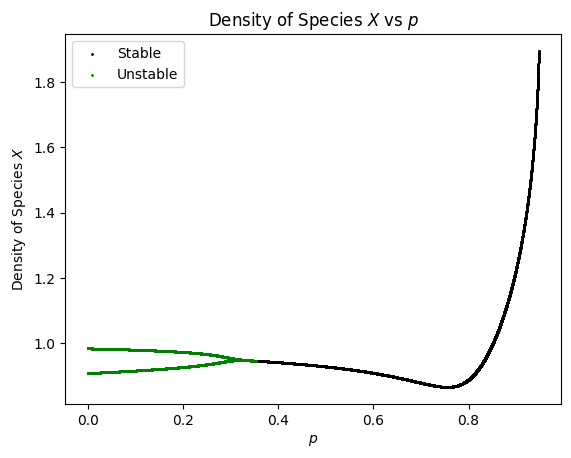 Density of Species X vs p
Stable
Unstable
Density of Species X
1.8
1.6
1.4
1.2
1.0
0.0 0.2 0.4 0.6 0.8
p